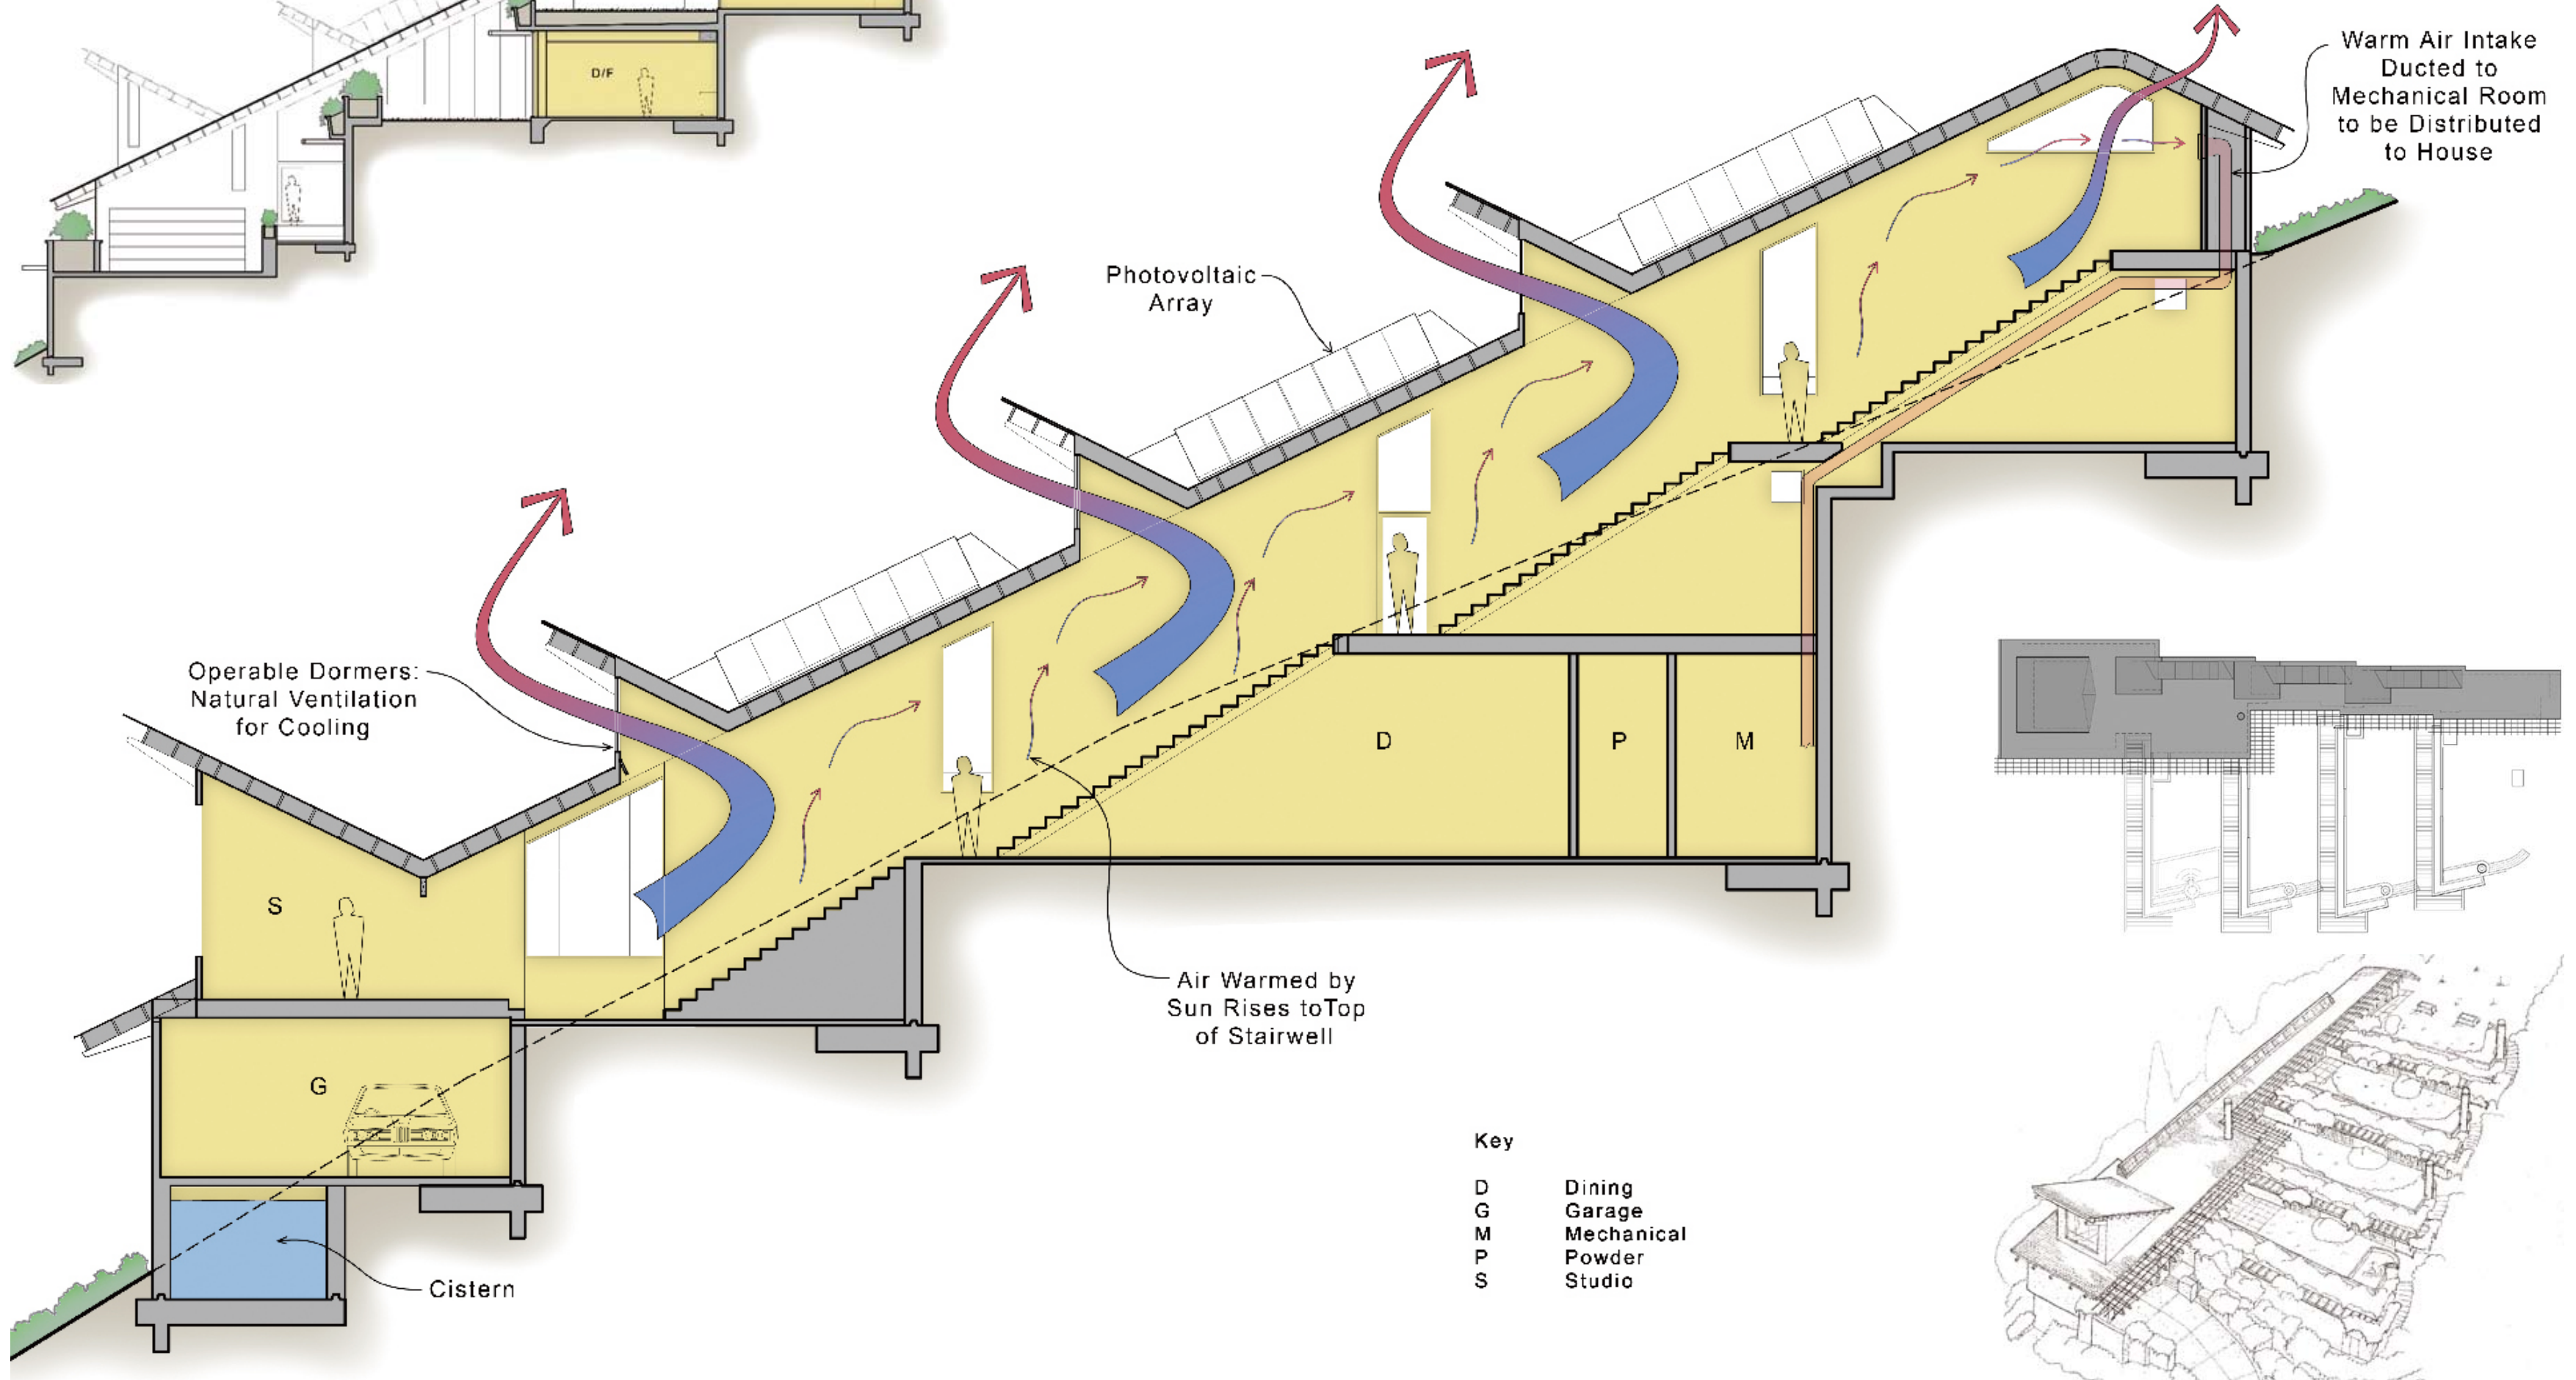 D/F
Warm Air Intake
Ducted to
Mechanical Room
to be Distributed
to House
Photovoltaic
Array
Operable Dormers:
Natural Ventilation
for Cooling
D
P
M
S
Air Warmed by
Sun Rises toTop
of Stairwell
G
Key
D Dining
G Garage
M Mechanical
P Powder
S Studio
Cistern